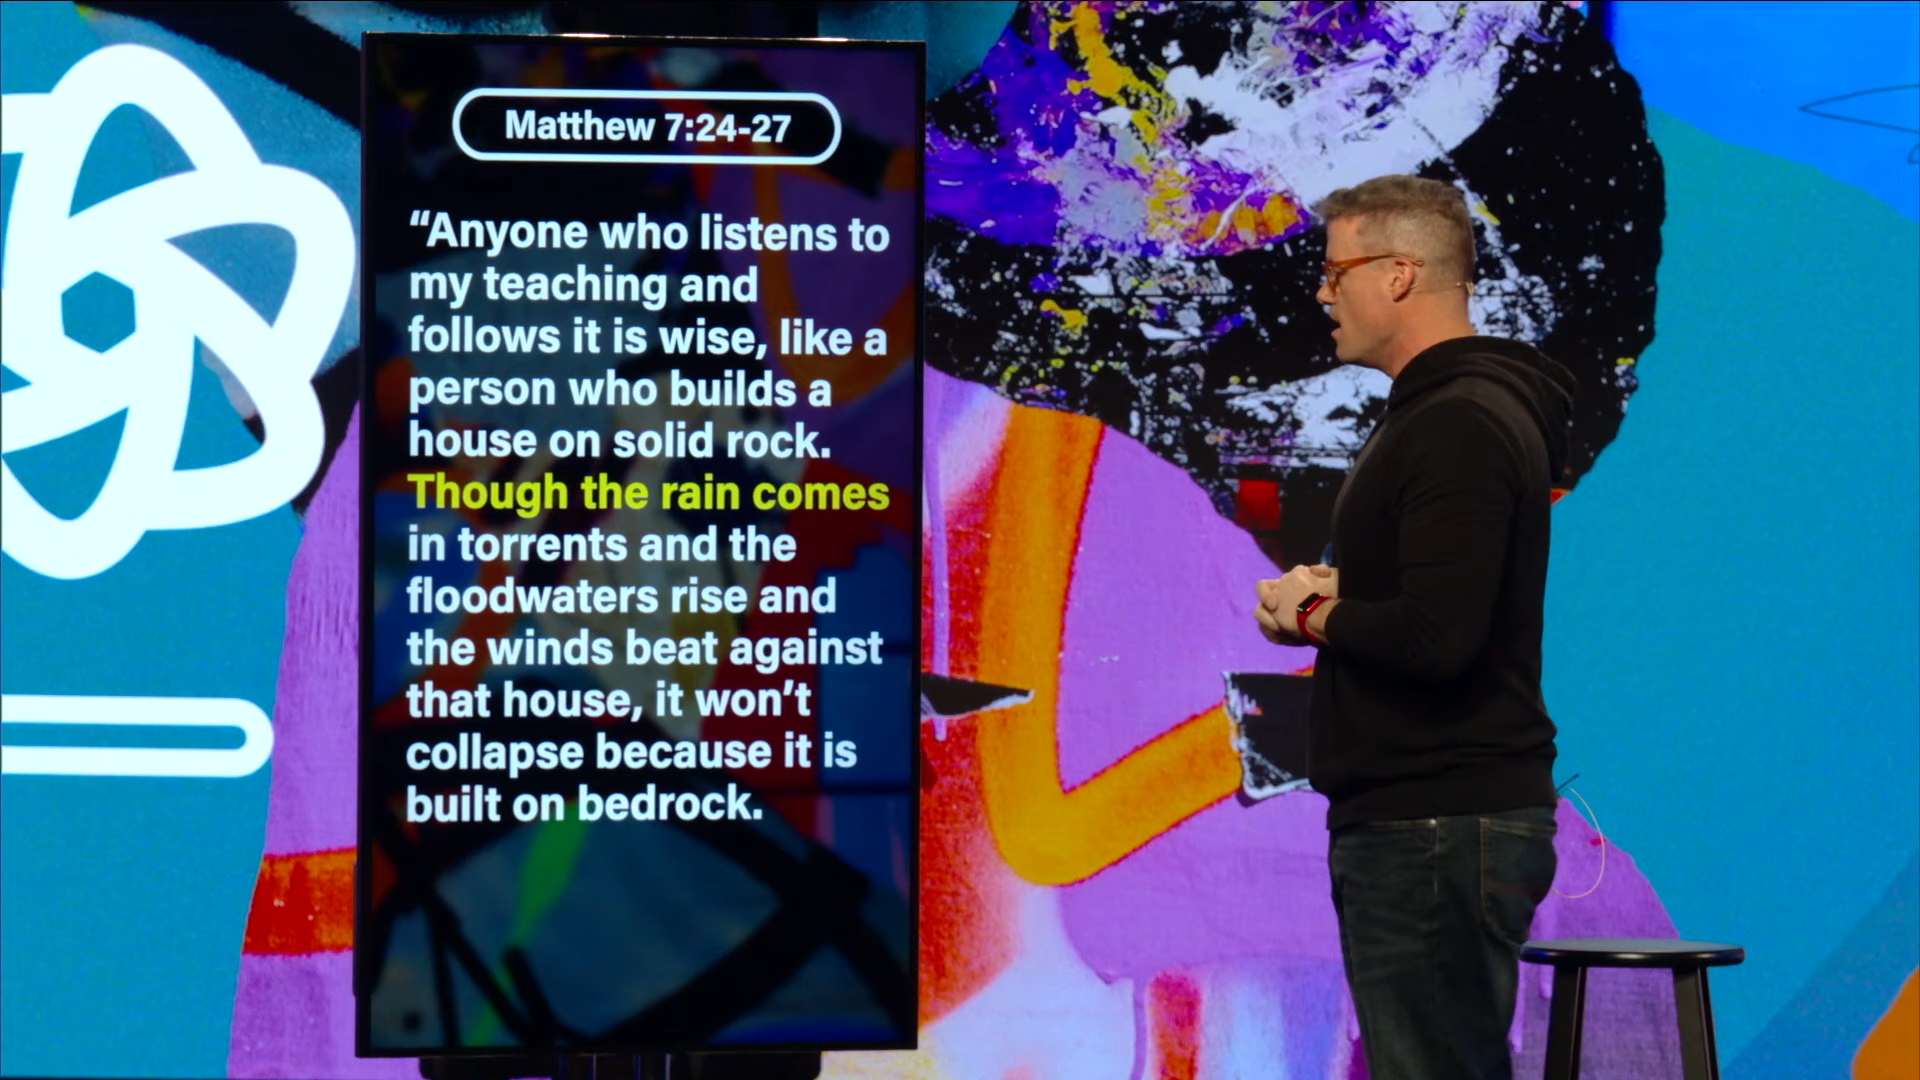 Matthew 7:24-27
“Anyone who listens to
my teaching and
follows it is wise, like a
person who builds a
house on solid rock.
Though the rain comes
in torrents and the
floodwaters rise and
the winds beat against
that house, it won’t
collapse because it is
built on bedrock.